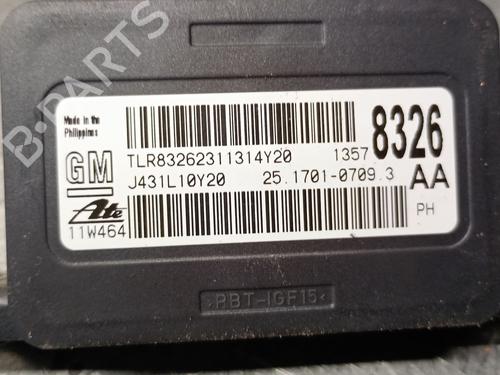 B-PARTS
Made in the
Philippines
GM
TLR83262311314Y20
1357
8326
J431L10Y20
25.1701-0709.3
AA
Ate
11W464
PH
>PBT-IGF15<